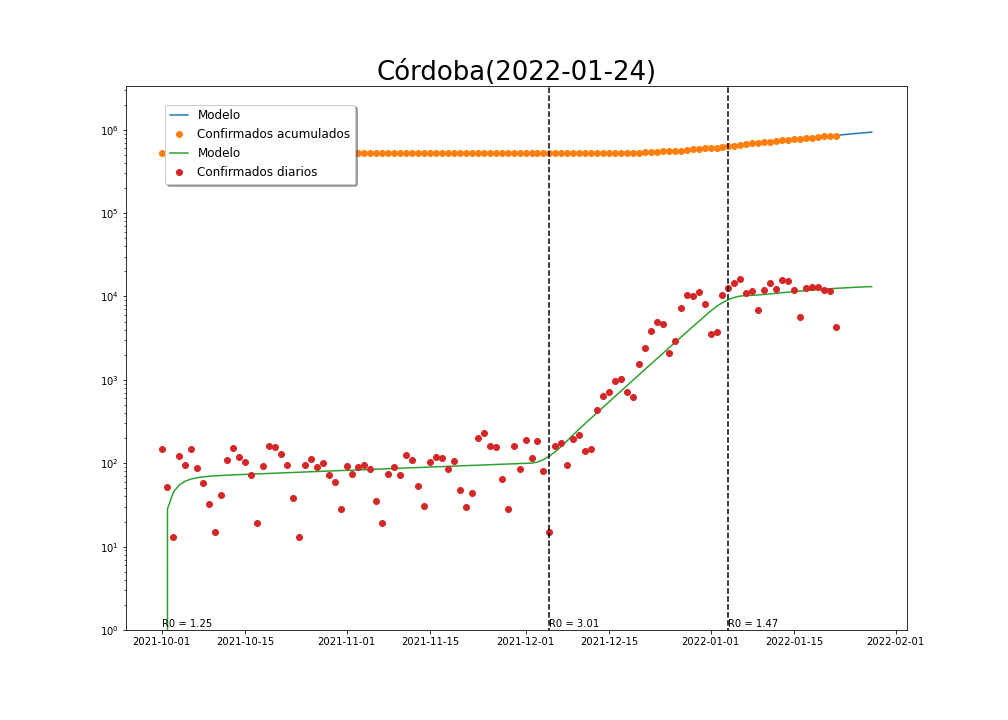 Córdoba(2022-01-24)
Modelo
Confirmados acumulados
Modelo
Confirmados diarios
10^6
10^5
10^4
10^3
10^2
10^1
10^0
R0 = 1.25
R0 = 3.01
R0 = 1.47
2021-10-01
2021-10-15
2021-11-01
2021-11-15
2021-12-01
2021-12-15
2022-01-01
2022-01-15
2022-02-01